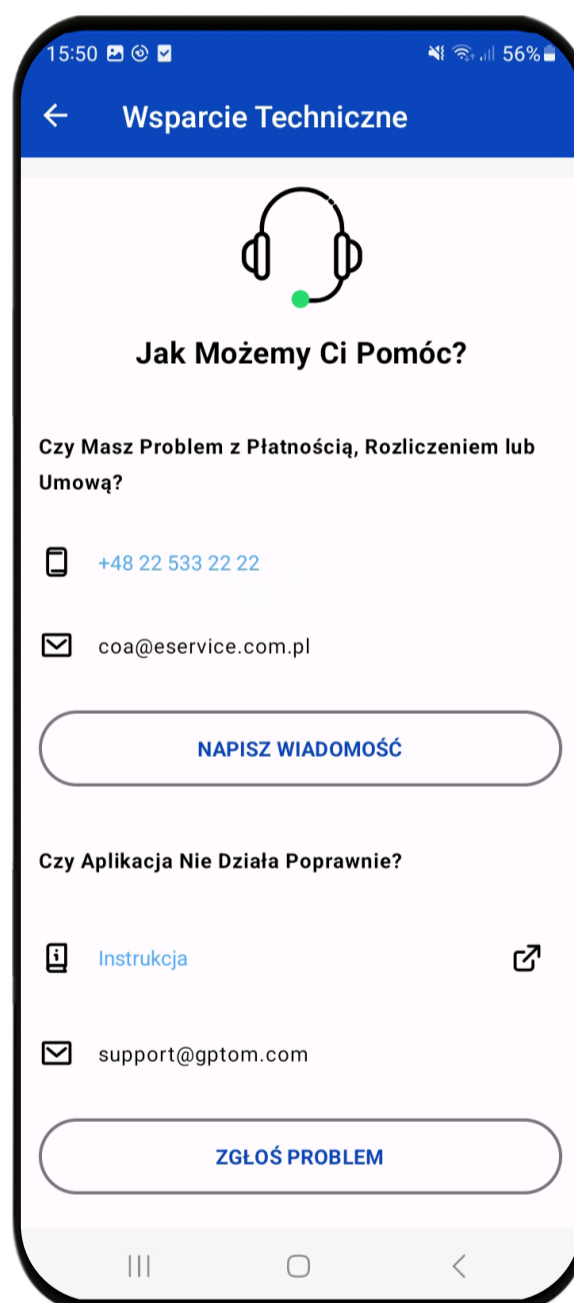 15:50 56%
Wsparcie Techniczne
Jak Możemy Ci Pomóc?
Czy Masz Problem z Płatnością, Rozliczeniem lub
Umową?
+48 22 533 22 22
coa@eservice.com.pl
NAPISZ WIADOMOŚĆ
Czy Aplikacja Nie Działa Poprawnie?
Instrukcja
support@gptom.com
ZGŁOŚ PROBLEM